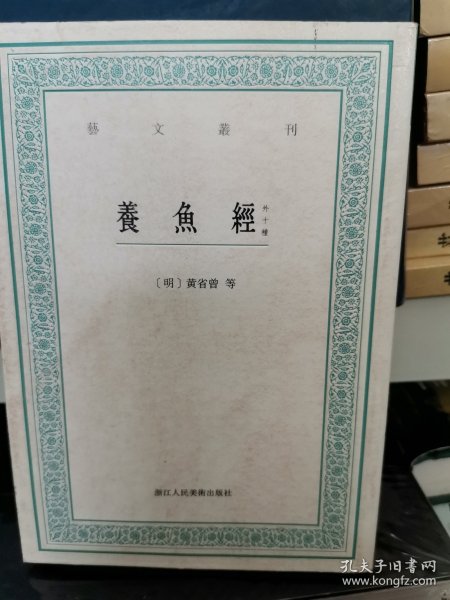 藝文叢刊
養魚經 外十種
〔明〕黃省曾 等
浙江人民美術出版社
孔夫子旧书网
www.kongfz.com